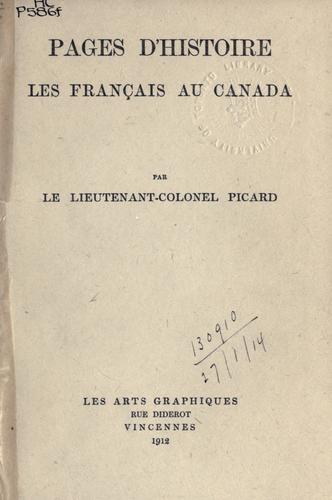 HC
P586f
PAGES D'HISTOIRE
LES FRANÇAIS AU CANADA
PAR
LE LIEUTENANT-COLONEL PICARD
130910
27/1/14
LES ARTS GRAPHIQUES
RUE DIDEROT
VINCENNES
1912